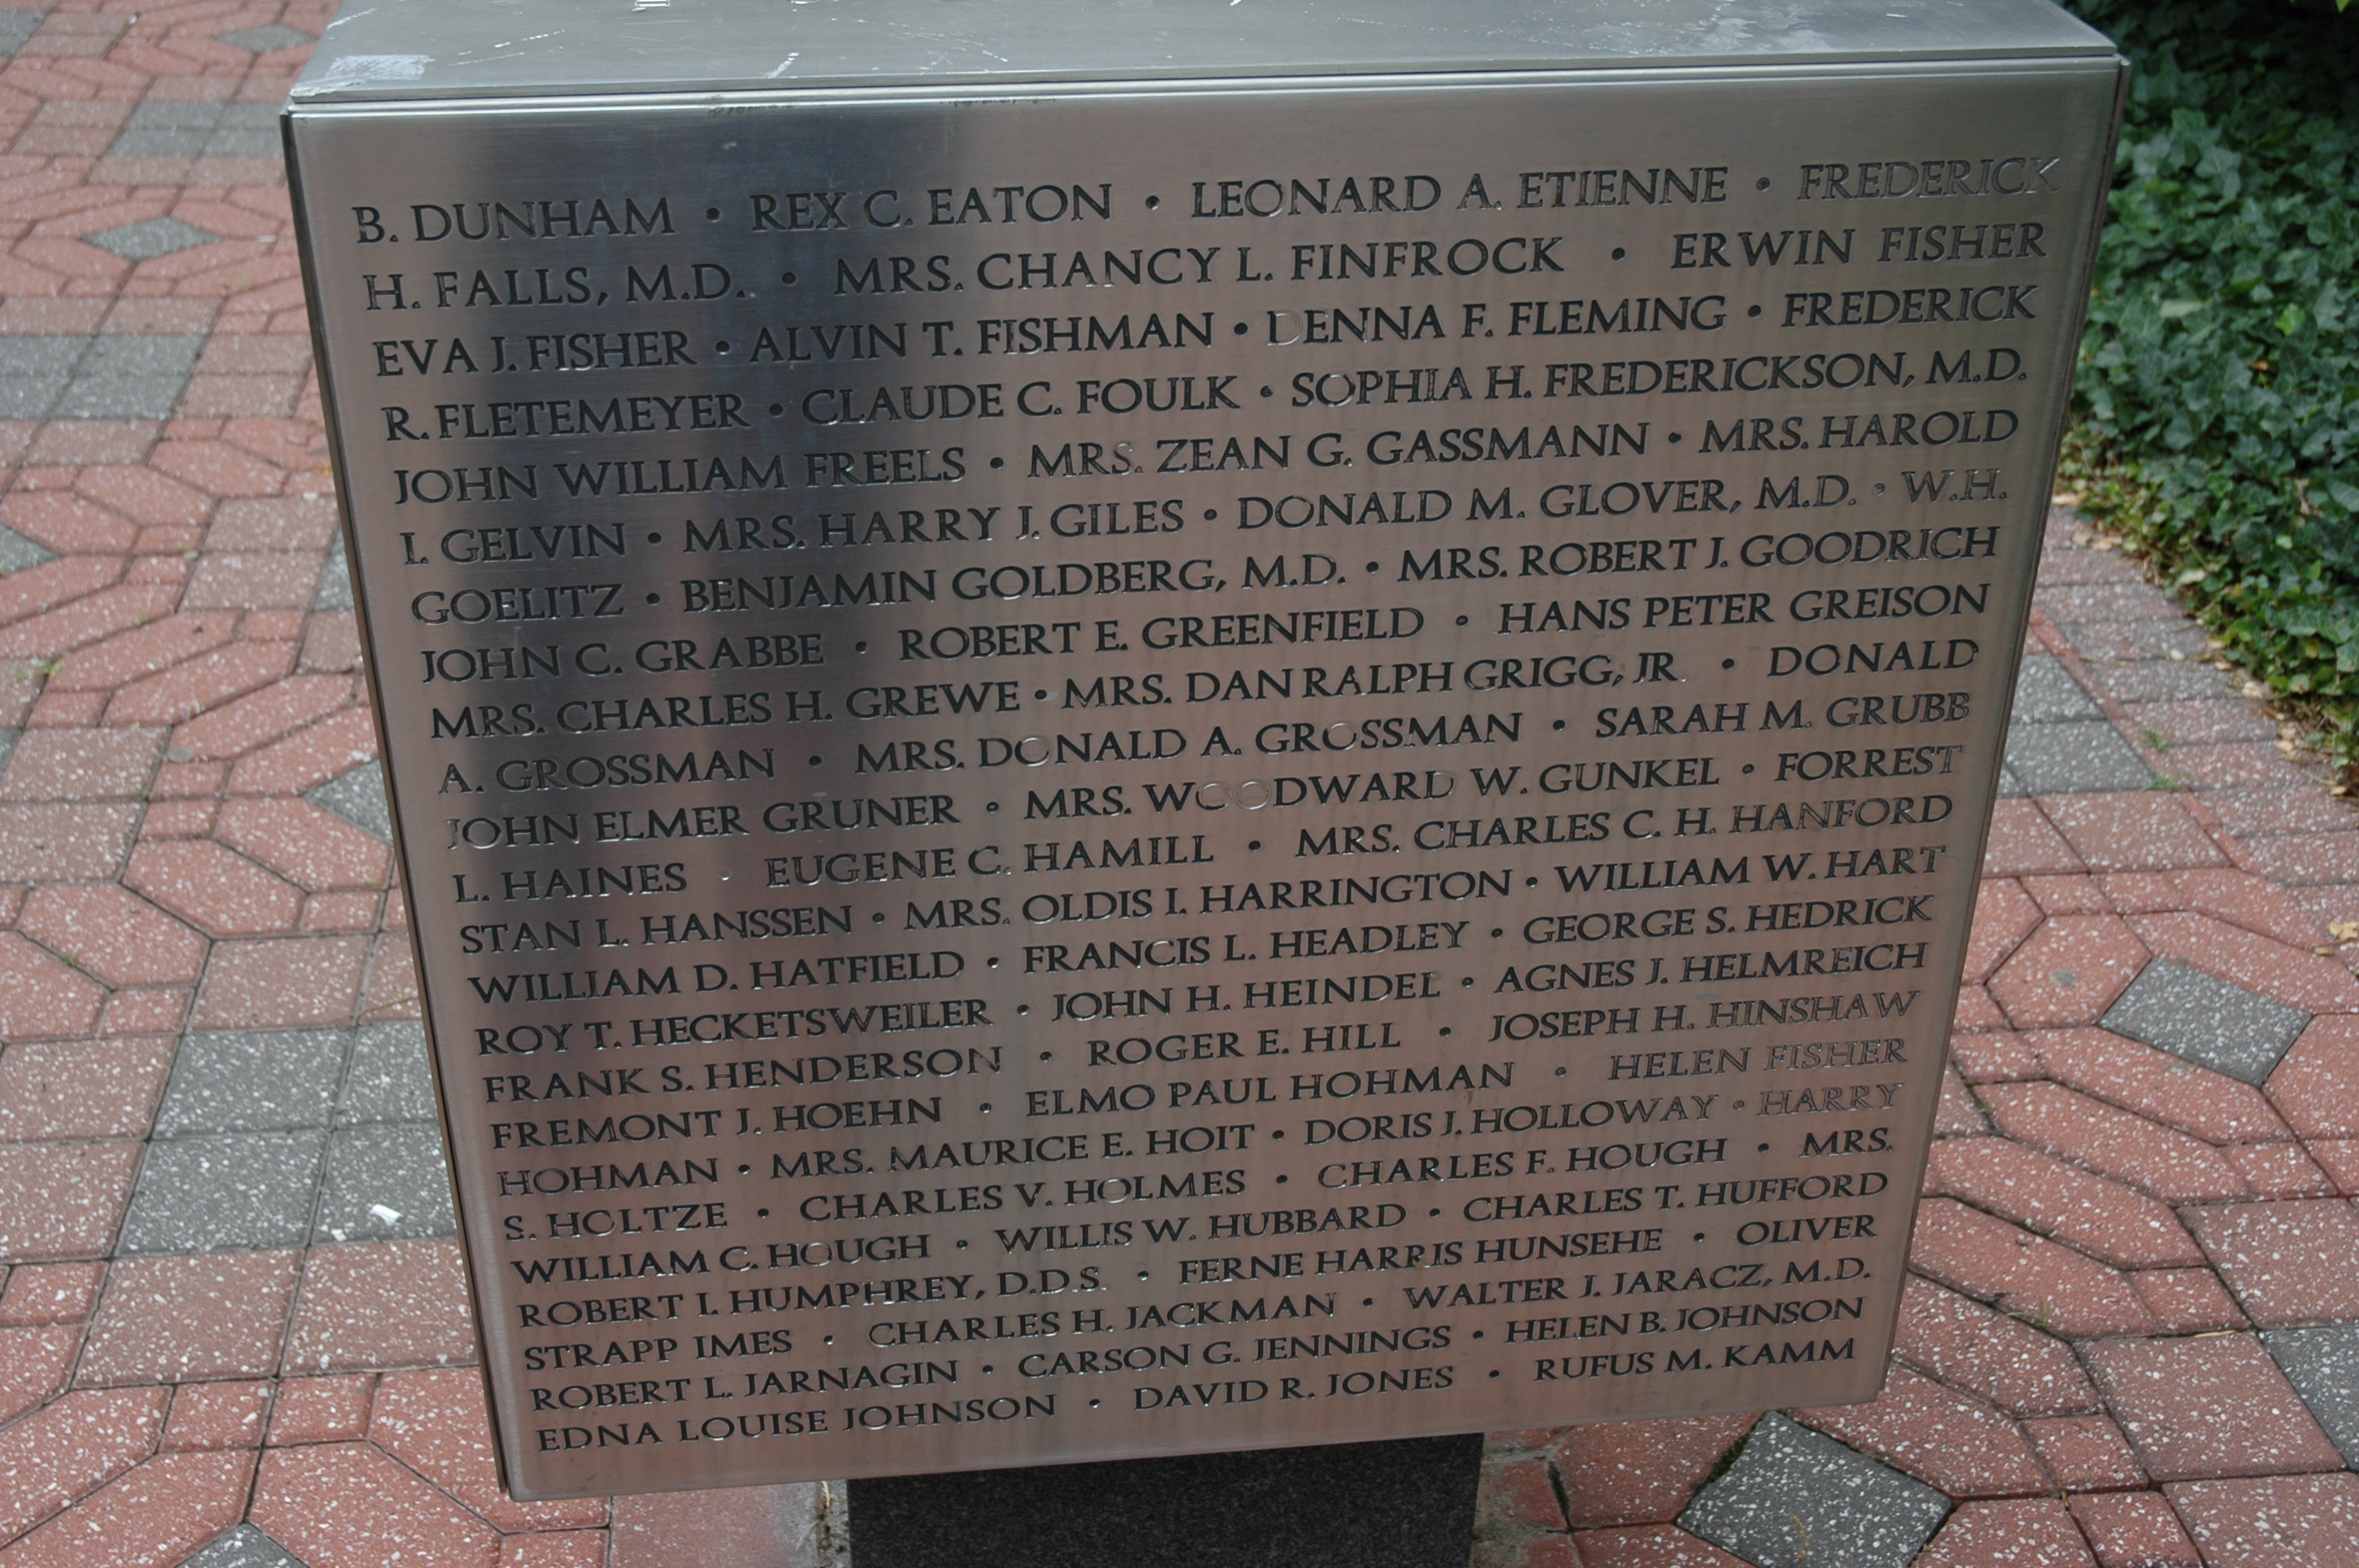 B. DUNHAM • REX C. EATON • LEONARD A. ETIENNE • FREDERICK
H. FALLS, M.D. • MRS. CHANCY L. FINFROCK • ERWIN FISHER
EVA J. FISHER • ALVIN T. FISHMAN • DENNA F. FLEMING • FREDERICK
R. FLETEMEYER • CLAUDE C. FOULK • SOPHIA H. FREDERICKSON, M.D.
JOHN WILLIAM FREELS • MRS. ZEAN G. GASSMANN • MRS. HAROLD
I. GELVIN • MRS. HARRY J. GILES • DONALD M. GLOVER, M.D. • W.H.
GOELITZ • BENJAMIN GOLDBERG, M.D. • MRS. ROBERT J. GOODRICH
JOHN C. GRABBE • ROBERT E. GREENFIELD • HANS PETER GREISON
MRS. CHARLES H. GREWE • MRS. DAN RALPH GRIGG, JR. • DONALD
A. GROSSMAN • MRS. DONALD A. GROSSMAN • SARAH M. GRUBB
JOHN ELMER GRUNER • MRS. WOODWARD W. GUNKEL • FORREST
L. HAINES • EUGENE C. HAMILL • MRS. CHARLES C. H. HANFORD
STAN L. HANSSEN • MRS. OLDIS I. HARRINGTON • WILLIAM W. HART
WILLIAM D. HATFIELD • FRANCIS L. HEADLEY • GEORGE S. HEDRICK
ROY T. HECKETSWEILER • JOHN H. HEINDEL • AGNES J. HELMREICH
FRANK S. HENDERSON • ROGER E. HILL • JOSEPH H. HINSHAW
FREMONT J. HOEHN • ELMO PAUL HOHMAN • HELEN FISHER
HOHMAN • MRS. MAURICE E. HOIT • DORIS J. HOLLOWAY • HARRY
S. HOLTZE • CHARLES V. HOLMES • CHARLES F. HOUGH • MRS.
WILLIAM C. HOUGH • WILLIS W. HUBBARD • CHARLES T. HUFFORD
ROBERT I. HUMPHREY, D.D.S. • FERNE HARRIS HUNSEHE • OLIVER
STRAPP IMES • CHARLES H. JACKMAN • WALTER J. JARACZ, M.D.
ROBERT L. JARNAGIN • CARSON G. JENNINGS • HELEN B. JOHNSON
EDNA LOUISE JOHNSON • DAVID R. JONES • RUFUS M. KAMM